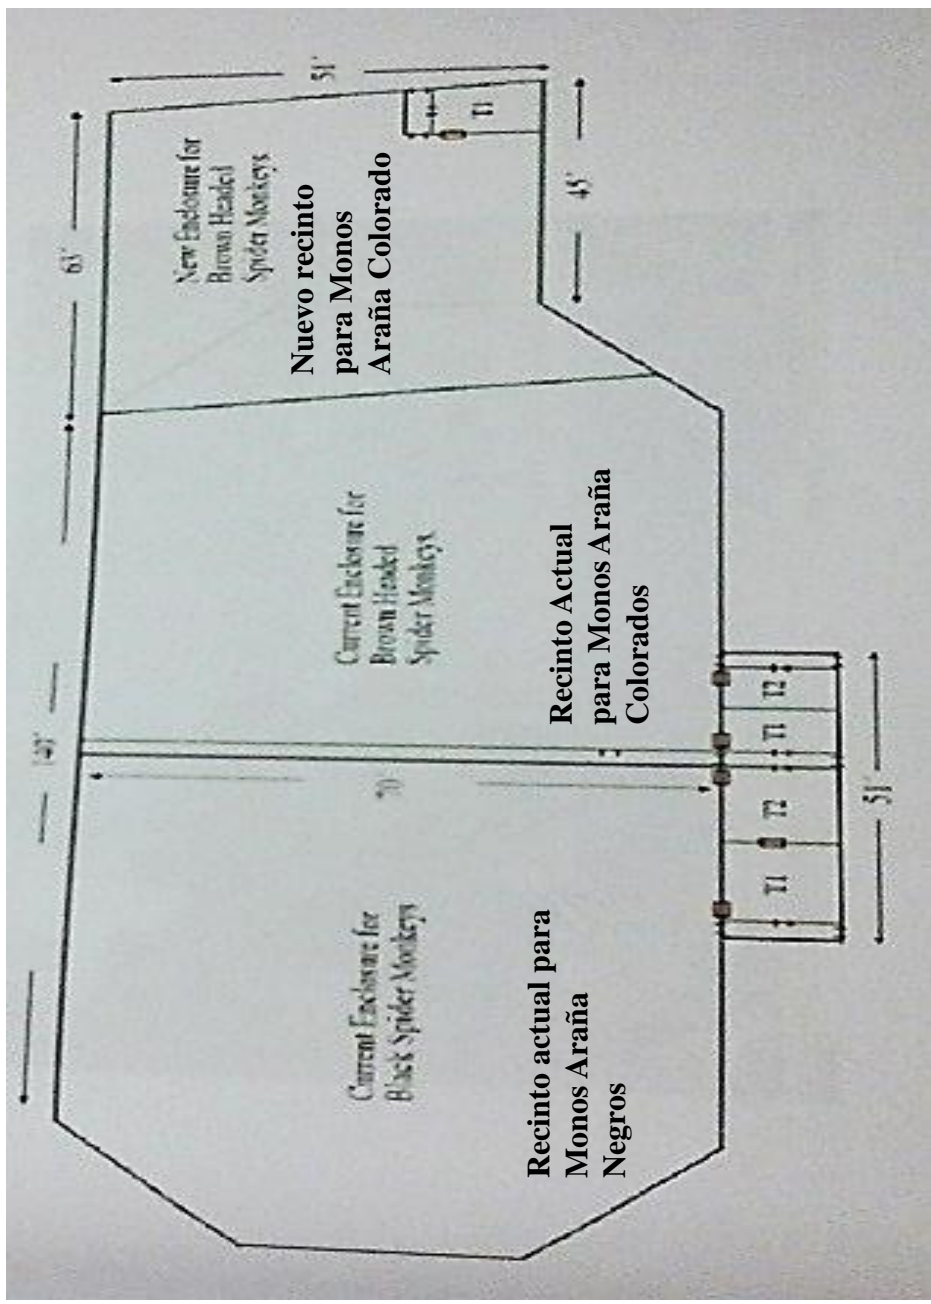 63'
51'
New Enclosure for
Brown Headed
Spider Monkeys
Nuevo recinto
para Monos
Araña Colorado
T1
45'
140'
Current Enclosure for
Brown Headed
Spider Monkeys
Recinto Actual
para Monos Araña
Colorados
70
Current Enclosure for
Black Spider Monkeys
Recinto actual para
Monos Araña
Negros
T1
T2
T1
T2
51'